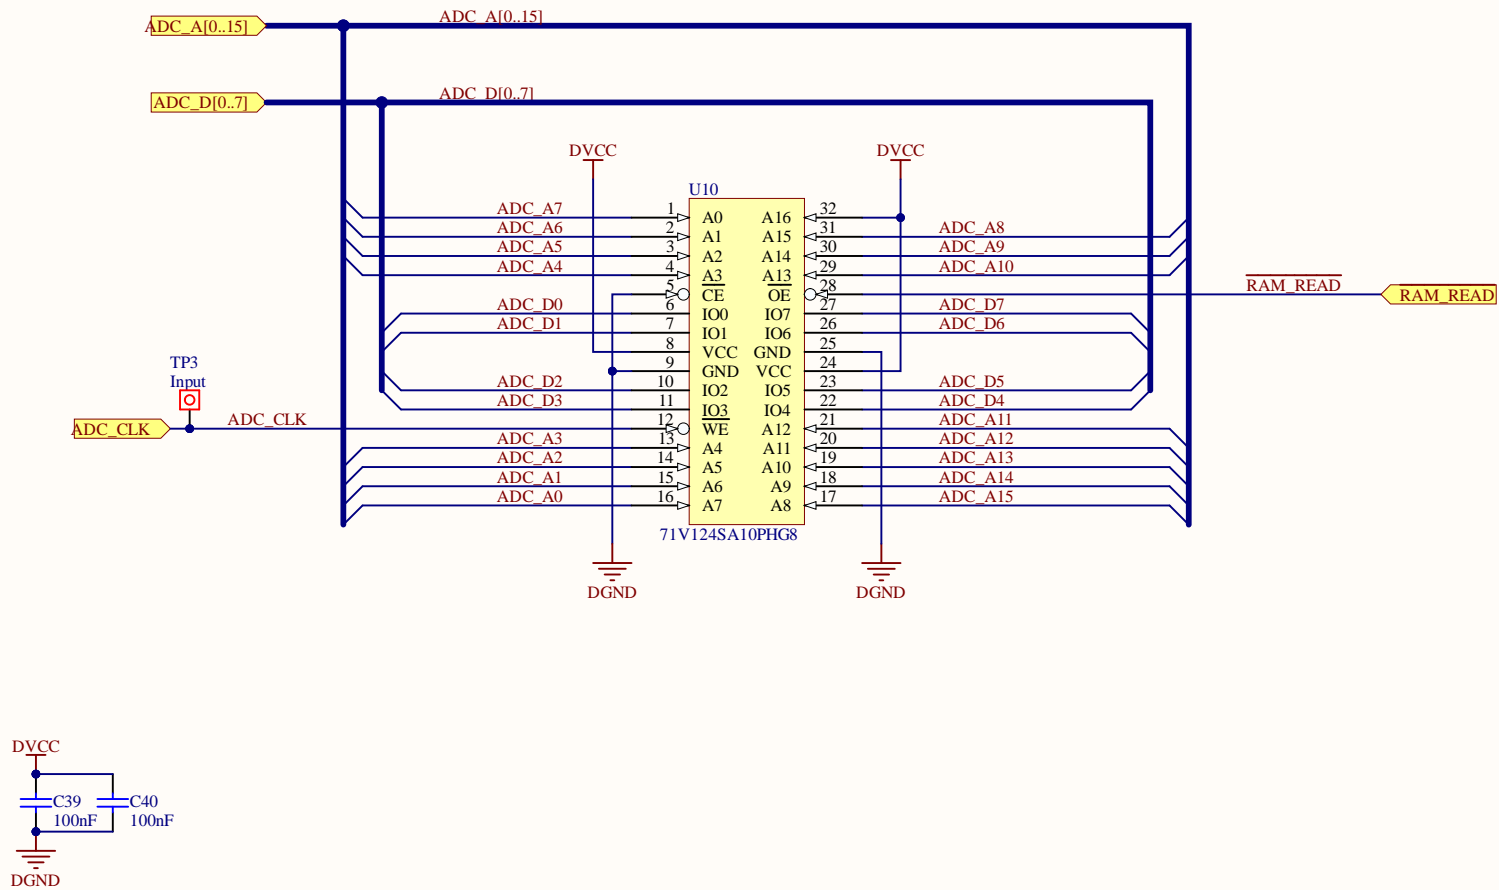 ADC_A[0..15]
ADC_A[0..15]
ADC_D[0..7]
ADC_D[0..7]
DVCC
DVCC
U10
ADC_A7 1 A0 A16 32
ADC_A6 2 A1 A15 31 ADC_A8
ADC_A5 3 A2 A14 30 ADC_A9
ADC_A4 4 A3 A13 29 ADC_A10
5 CE OE 28 RAM_READ RAM_READ
ADC_D0 6 IO0 IO7 27 ADC_D7
ADC_D1 7 IO1 IO6 26 ADC_D6
8 VCC GND 25
9 GND VCC 24
TP3
Input
ADC_D2 10 IO2 IO5 23 ADC_D5
ADC_D3 11 IO3 IO4 22 ADC_D4
ADC_CLK ADC_CLK 12 WE A12 21 ADC_A11
ADC_A3 13 A4 A11 20 ADC_A12
ADC_A2 14 A5 A10 19 ADC_A13
ADC_A1 15 A6 A9 18 ADC_A14
ADC_A0 16 A7 A8 17 ADC_A15
71V124SA10PHG8
DGND
DGND
DVCC
C39
100nF
C40
100nF
DGND